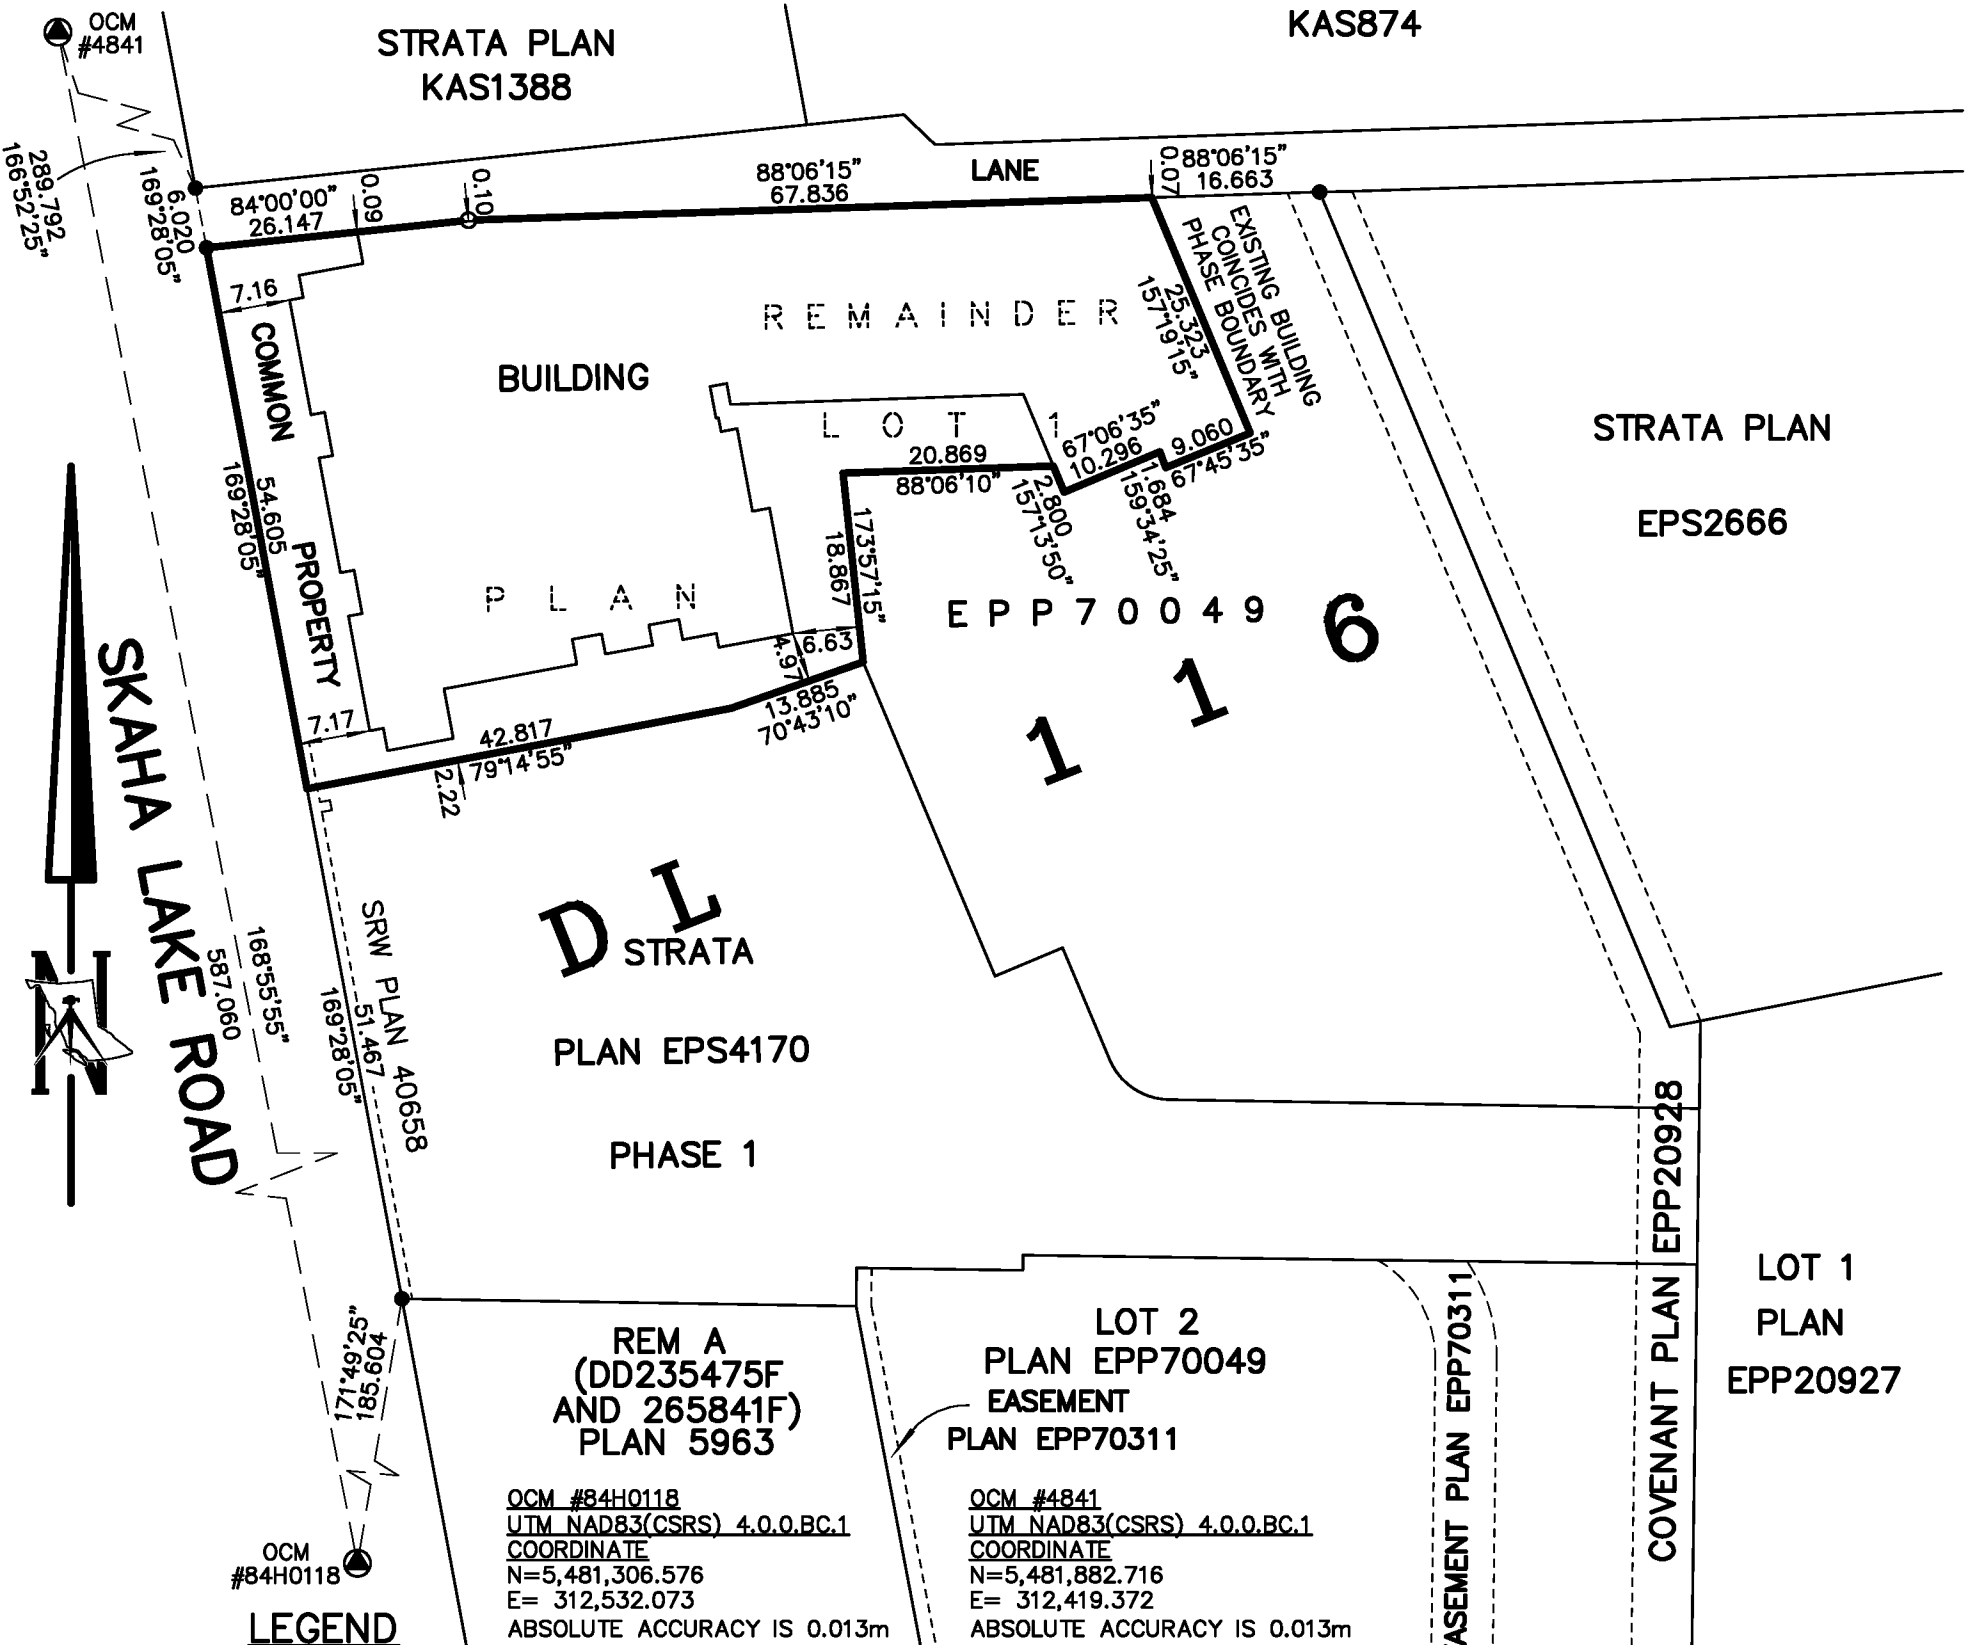 OCM
#4841
STRATA PLAN
KAS1388
KAS874
289.792
166°52'25"
6.020
169°28'05"
84°00'00"
26.147
0.09
0.10
88°06'15"
67.836
LANE
0.07
88°06'15"
16.663
7.16
COMMON
PROPERTY
REMAINDER
BUILDING
EXISTING BUILDING
COINCIDES WITH
PHASE BOUNDARY
25.323
157°19'15"
LOT 1
67°06'35"
10.296
9.060
67°45'35"
20.869
88°06'10"
2.800
157°13'50"
1.684
159°34'25"
STRATA PLAN
EPS2666
54.605
169°28'05"
173°57'15"
18.867
PLAN
EPP70049
6.63
4.97
13.885
70°43'10"
7.17
42.817
79°14'55"
2.22
DL 116
SKAHA LAKE ROAD
N
168°55'55"
587.060
SRW PLAN 40658
51.467
169°28'05"
STRATA
PLAN EPS4170
PHASE 1
COVENANT PLAN EPP20928
LOT 1
PLAN
EPP20927
171°49'25"
185.604
REM A
(DD235475F
AND 265841F)
PLAN 5963
LOT 2
PLAN EPP70049
EASEMENT
PLAN EPP70311
EASEMENT PLAN EPP70311
OCM
#84H0118
OCM #84H0118
UTM NAD83(CSRS) 4.0.0.BC.1
COORDINATE
N=5,481,306.576
E= 312,532.073
ABSOLUTE ACCURACY IS 0.013m
OCM #4841
UTM NAD83(CSRS) 4.0.0.BC.1
COORDINATE
N=5,481,882.716
E= 312,419.372
ABSOLUTE ACCURACY IS 0.013m
LEGEND